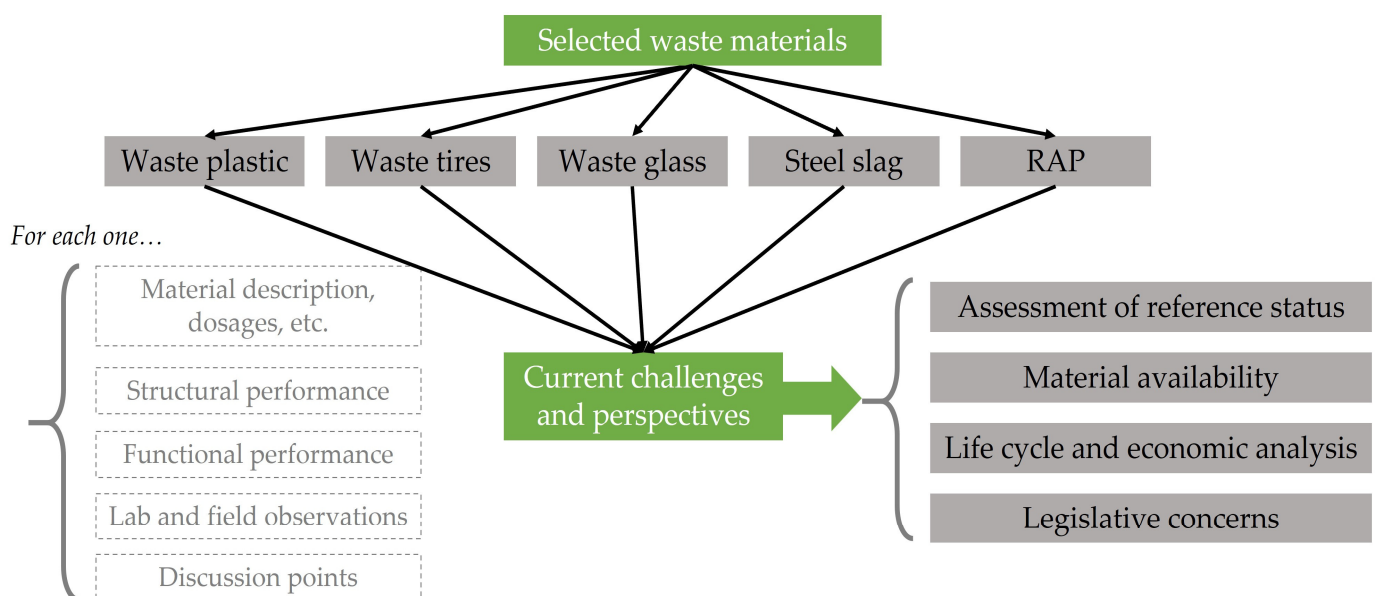 Selected waste materials
Waste plastic
Waste tires
Waste glass
Steel slag
RAP
For each one…
Material description,
dosages, etc.
Structural performance
Functional performance
Lab and field observations
Discussion points
Current challenges
and perspectives
Assessment of reference status
Material availability
Life cycle and economic analysis
Legislative concerns